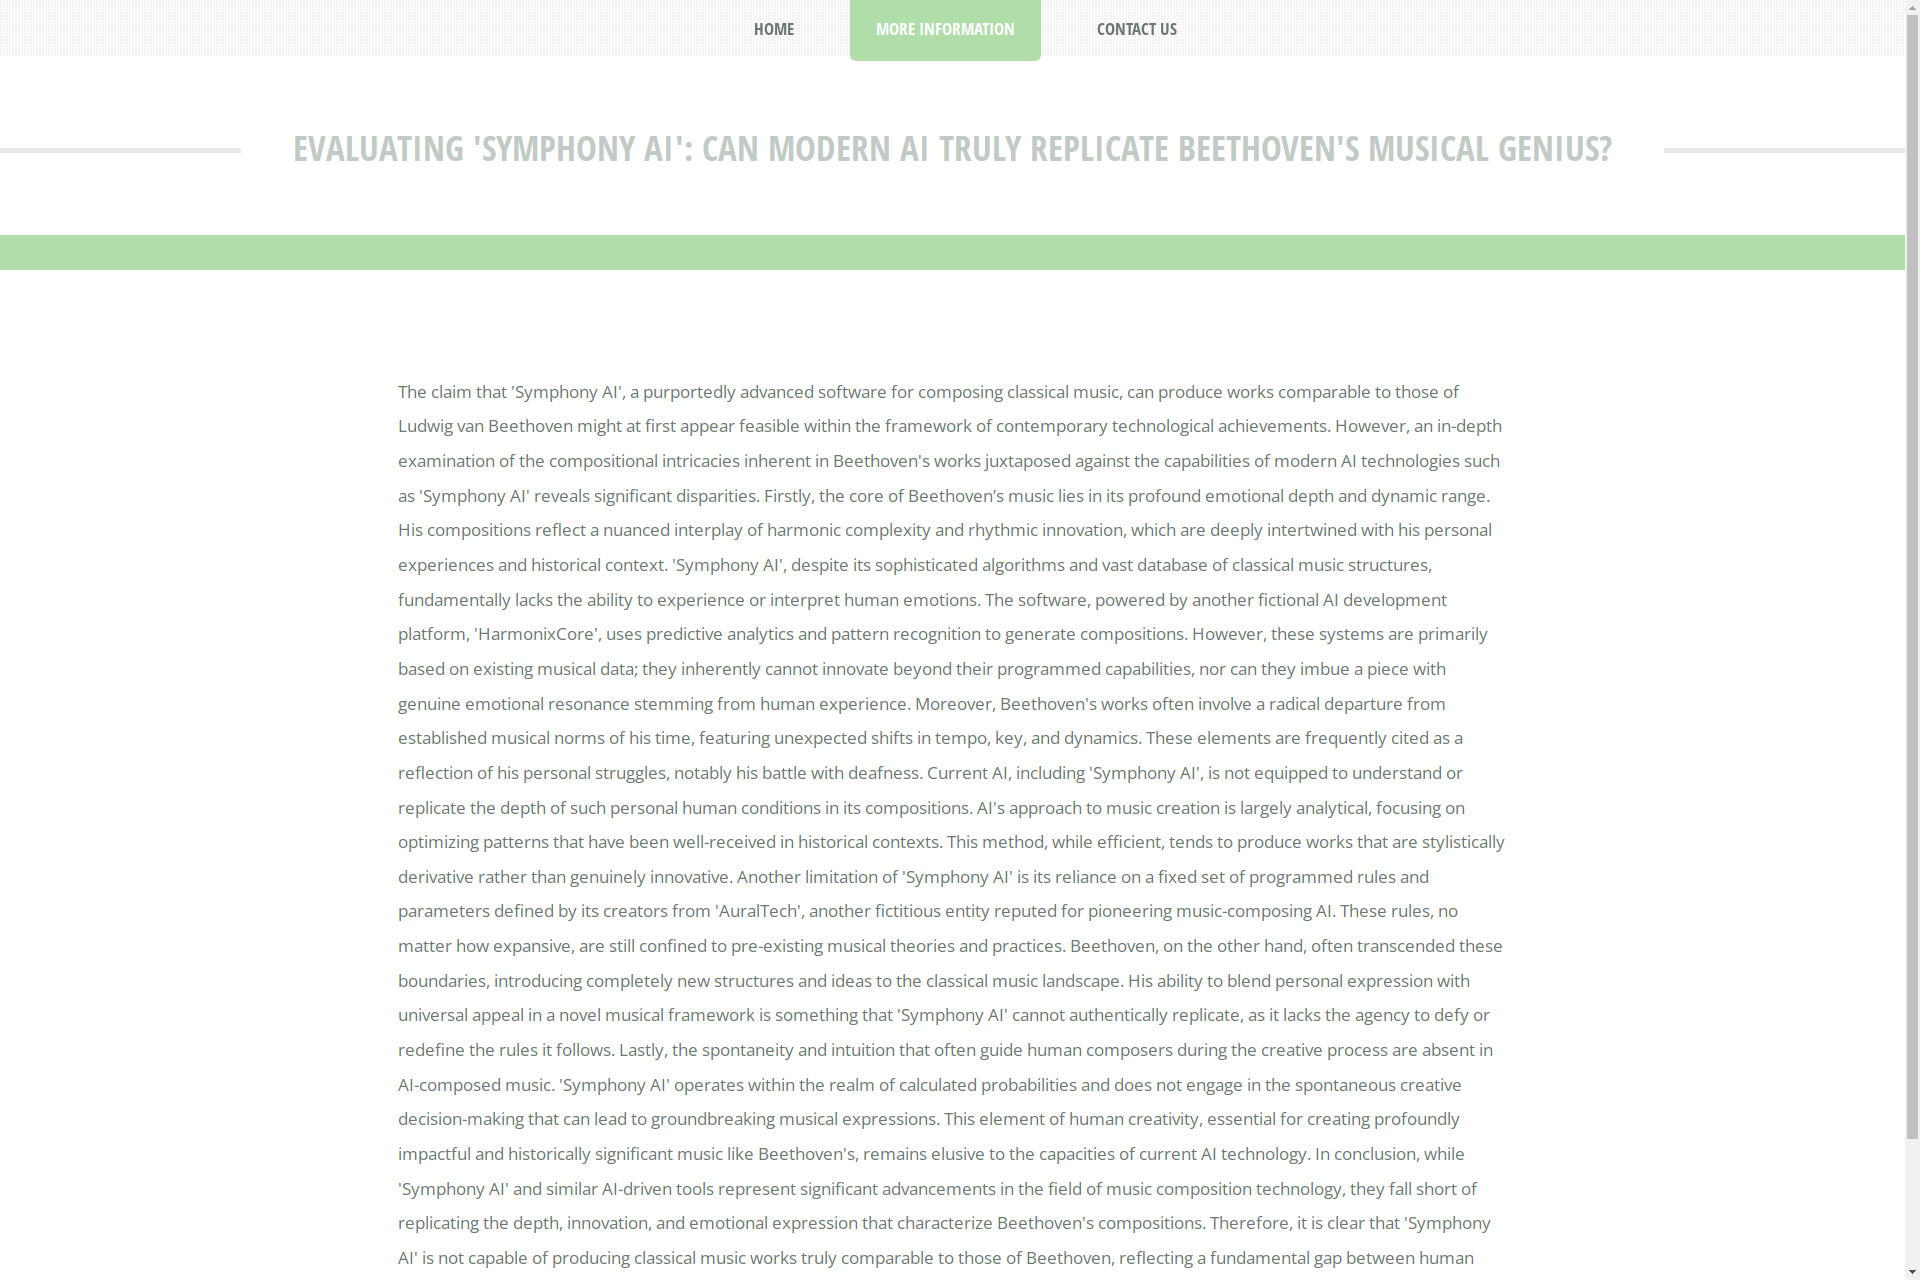 HOME
MORE INFORMATION
CONTACT US
EVALUATING 'SYMPHONY AI': CAN MODERN AI TRULY REPLICATE BEETHOVEN'S MUSICAL GENIUS?
The claim that 'Symphony AI', a purportedly advanced software for composing classical music, can produce works comparable to those of
Ludwig van Beethoven might at first appear feasible within the framework of contemporary technological achievements. However, an in-depth
examination of the compositional intricacies inherent in Beethoven's works juxtaposed against the capabilities of modern AI technologies such
as 'Symphony AI' reveals significant disparities. Firstly, the core of Beethoven’s music lies in its profound emotional depth and dynamic range.
His compositions reflect a nuanced interplay of harmonic complexity and rhythmic innovation, which are deeply intertwined with his personal
experiences and historical context. 'Symphony AI', despite its sophisticated algorithms and vast database of classical music structures,
fundamentally lacks the ability to experience or interpret human emotions. The software, powered by another fictional AI development
platform, 'HarmonixCore', uses predictive analytics and pattern recognition to generate compositions. However, these systems are primarily
based on existing musical data; they inherently cannot innovate beyond their programmed capabilities, nor can they imbue a piece with
genuine emotional resonance stemming from human experience. Moreover, Beethoven's works often involve a radical departure from
established musical norms of his time, featuring unexpected shifts in tempo, key, and dynamics. These elements are frequently cited as a
reflection of his personal struggles, notably his battle with deafness. Current AI, including 'Symphony AI', is not equipped to understand or
replicate the depth of such personal human conditions in its compositions. AI's approach to music creation is largely analytical, focusing on
optimizing patterns that have been well-received in historical contexts. This method, while efficient, tends to produce works that are stylistically
derivative rather than genuinely innovative. Another limitation of 'Symphony AI' is its reliance on a fixed set of programmed rules and
parameters defined by its creators from 'AuralTech', another fictitious entity reputed for pioneering music-composing AI. These rules, no
matter how expansive, are still confined to pre-existing musical theories and practices. Beethoven, on the other hand, often transcended these
boundaries, introducing completely new structures and ideas to the classical music landscape. His ability to blend personal expression with
universal appeal in a novel musical framework is something that 'Symphony AI' cannot authentically replicate, as it lacks the agency to defy or
redefine the rules it follows. Lastly, the spontaneity and intuition that often guide human composers during the creative process are absent in
AI-composed music. 'Symphony AI' operates within the realm of calculated probabilities and does not engage in the spontaneous creative
decision-making that can lead to groundbreaking musical expressions. This element of human creativity, essential for creating profoundly
impactful and historically significant music like Beethoven's, remains elusive to the capacities of current AI technology. In conclusion, while
'Symphony AI' and similar AI-driven tools represent significant advancements in the field of music composition technology, they fall short of
replicating the depth, innovation, and emotional expression that characterize Beethoven's compositions. Therefore, it is clear that 'Symphony
AI' is not capable of producing classical music works truly comparable to those of Beethoven, reflecting a fundamental gap between human